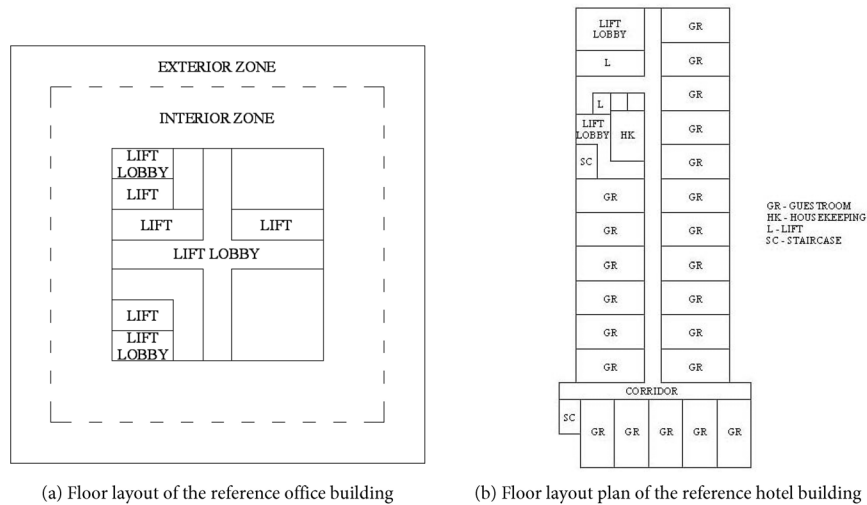 EXTERIOR ZONE
INTERIOR ZONE
LIFT
LOBBY
LIFT
LIFT
LIFT
LIFT LOBBY
LIFT
LIFT
LOBBY
(a) Floor layout of the reference office building
LIFT
LOBBY
GR
L
GR
GR
L
LIFT
LOBBY
HK
GR
SC
GR
GR
GR
GR
GR
GR
GR
GR
GR
GR
GR
GR
GR
CORRIDOR
SC
GR
GR
GR
GR
GR
GR - GUESTROOM
HK - HOUSEKEEPING
L - LIFT
SC - STAIRCASE
(b) Floor layout plan of the reference hotel building